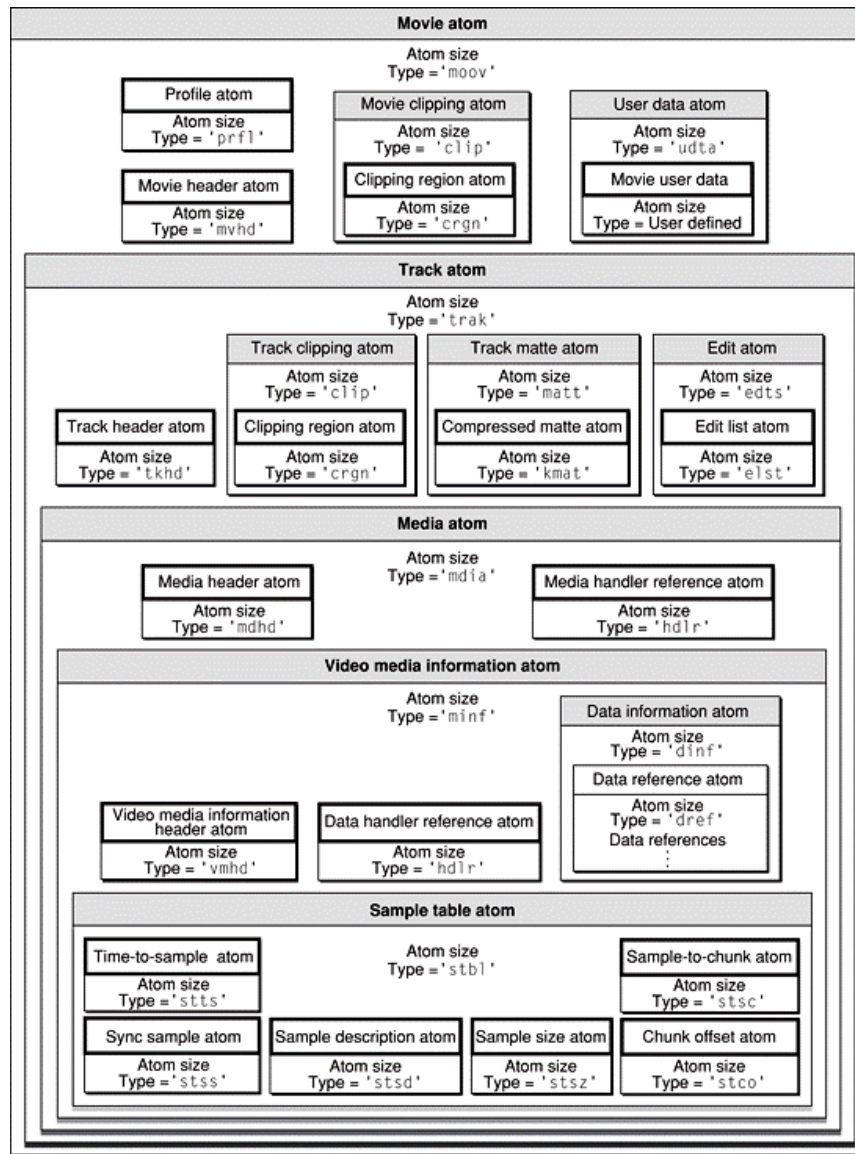 Movie atom
Atom size
Type ='moov'
Profile atom
Atom size
Type = 'prfl'
Movie header atom
Atom size
Type = 'mvhd'
Movie clipping atom
Atom size
Type = 'clip'
Clipping region atom
Atom size
Type = 'crgn'
User data atom
Atom size
Type = 'udta'
Movie user data
Atom size
Type = User defined
Track atom
Atom size
Type ='trak'
Track header atom
Atom size
Type = 'tkhd'
Track clipping atom
Atom size
Type = 'clip'
Clipping region atom
Atom size
Type = 'crgn'
Track matte atom
Atom size
Type = 'matt'
Compressed matte atom
Atom size
Type = 'kmat'
Edit atom
Atom size
Type = 'edts'
Edit list atom
Atom size
Type = 'elst'
Media atom
Atom size
Type ='mdia'
Media header atom
Atom size
Type = 'mdhd'
Media handler reference atom
Atom size
Type = 'hdlr'
Video media information atom
Atom size
Type ='minf'
Video media information
header atom
Atom size
Type = 'vmhd'
Data handler reference atom
Atom size
Type = 'hdlr'
Data information atom
Atom size
Type = 'dinf'
Data reference atom
Atom size
Type = 'dref'
Data references
⋮
Sample table atom
Atom size
Type ='stbl'
Time-to-sample atom
Atom size
Type ='stts'
Sample-to-chunk atom
Atom size
Type ='stsc'
Sync sample atom
Atom size
Type ='stss'
Sample description atom
Atom size
Type ='stsd'
Sample size atom
Atom size
Type ='stsz'
Chunk offset atom
Atom size
Type ='stco'